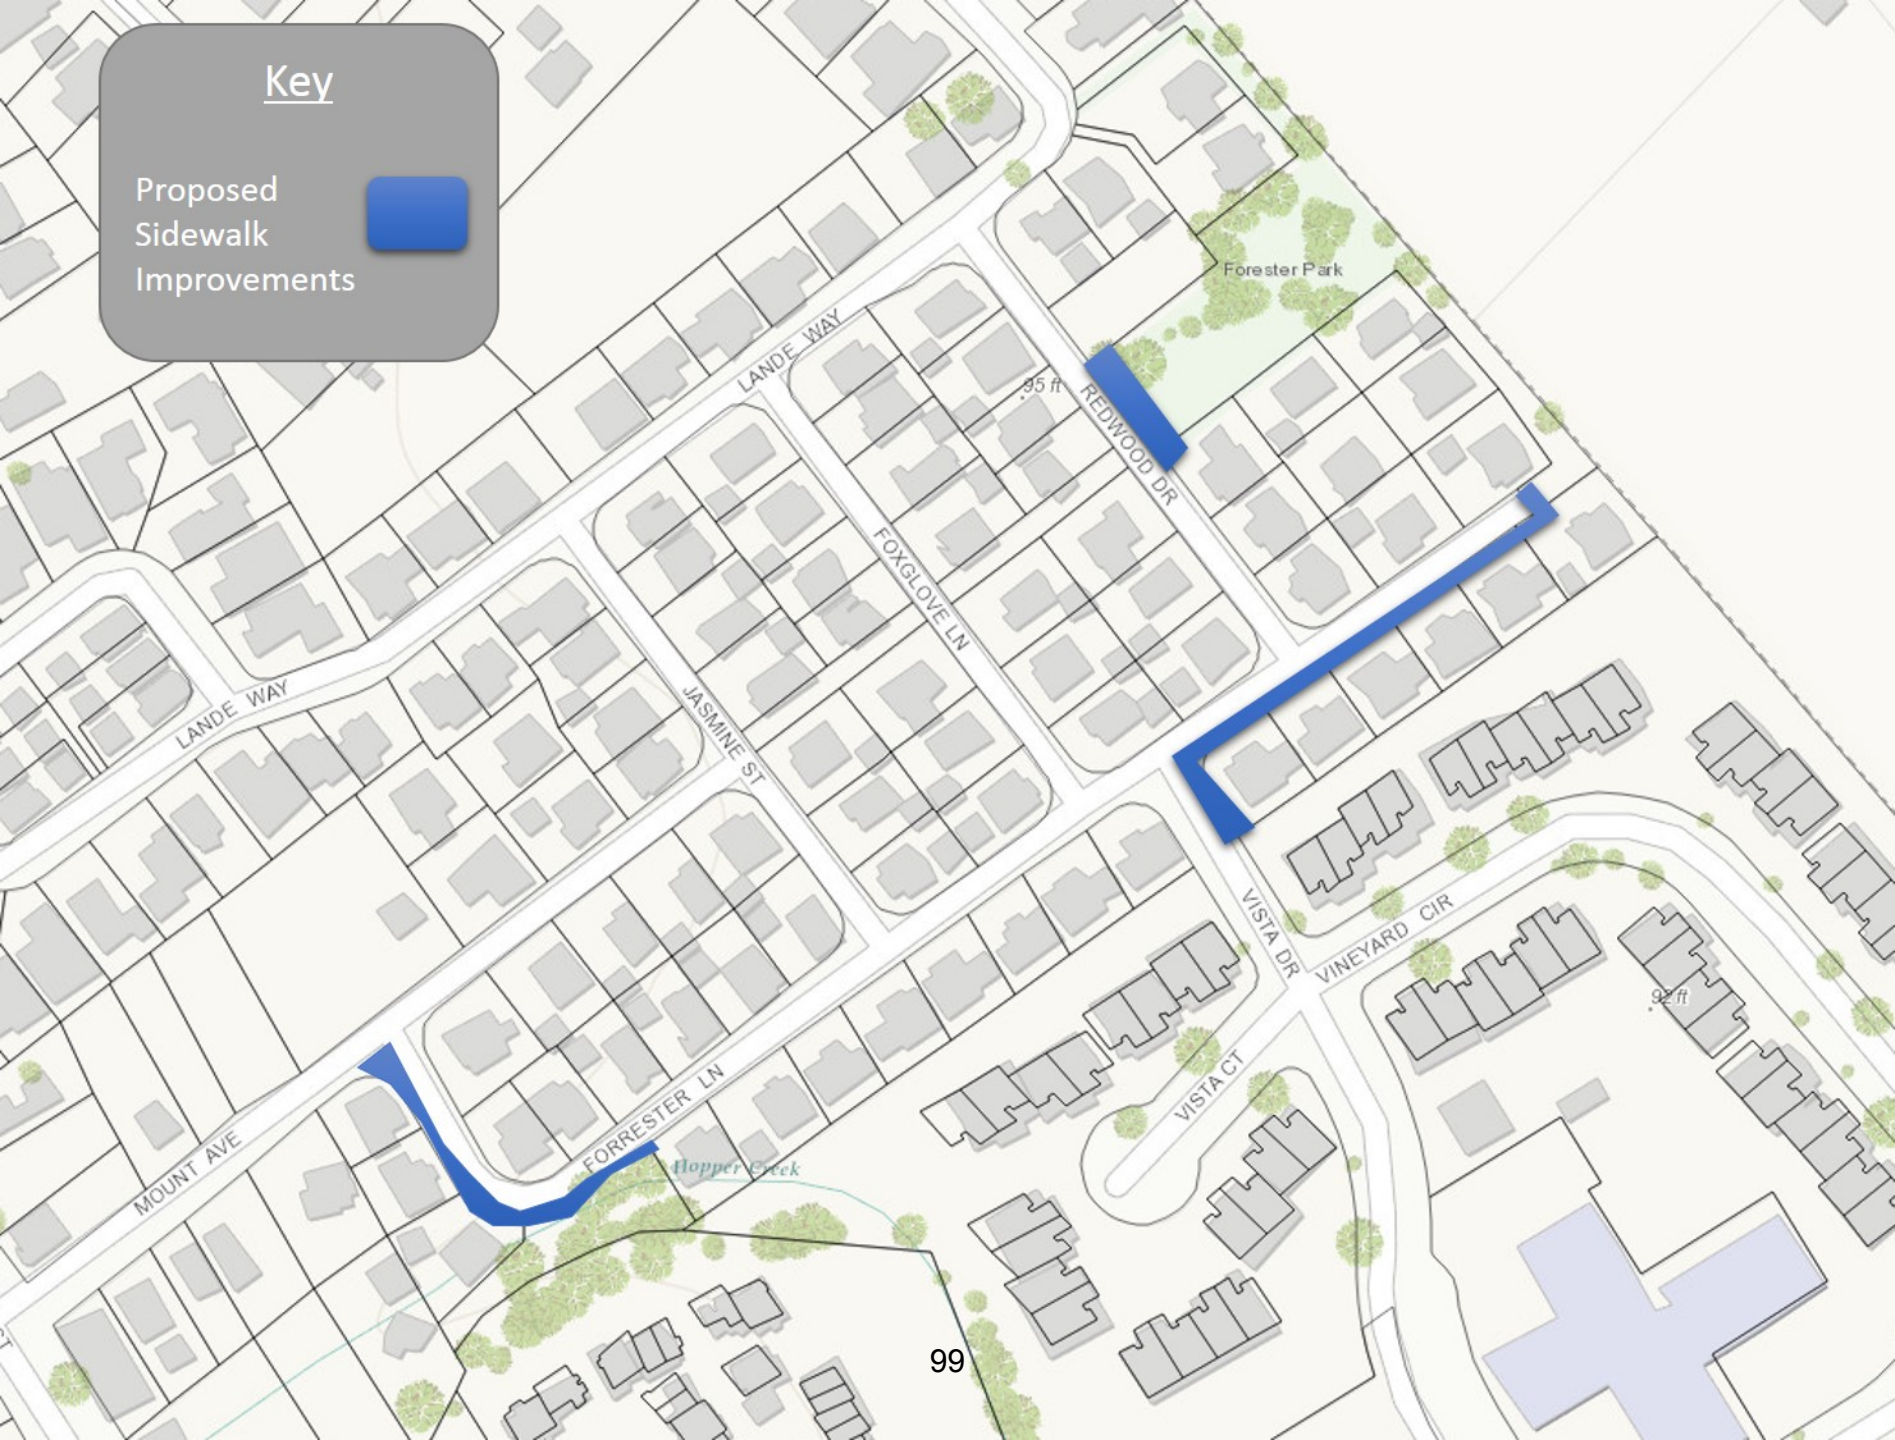 Key
Proposed
Sidewalk
Improvements
Forester Park
LANDE WAY
95 ft
REDWOOD DR
FOXGLOVE LN
JASMINE ST
LANDE WAY
VISTA DR
VINEYARD CIR
92 ft
VISTA CT
FORRESTER LN
MOUNT AVE
Hopper Creek
99